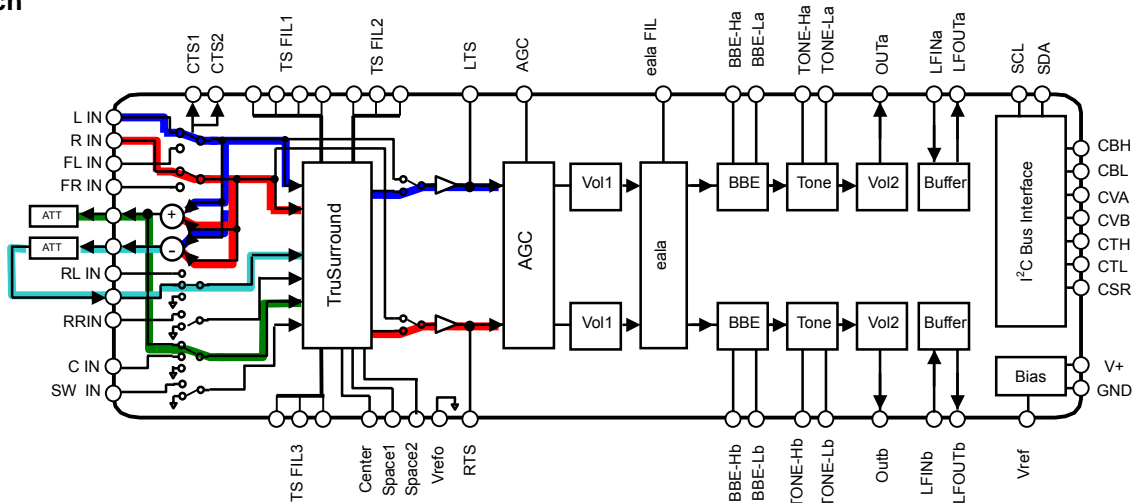 ch
CTS1
CTS2
TS FIL1
TS FIL2
LTS
AGC
eala FIL
BBE-Ha
BBE-La
TONE-Ha
TONE-La
OUTa
LFINa
LFOUTa
SCL
SDA
L IN
R IN
FL IN
FR IN
ATT
+
ATT
-
RL IN
RRIN
C IN
SW IN
TruSurround
AGC
Vol1
eala
BBE
Tone
Vol2
Buffer
Vol1
BBE
Tone
Vol2
Buffer
I²C Bus Interface
Bias
CBH
CBL
CVA
CVB
CTH
CTL
CSR
V+
GND
TS FIL3
Center
Space1
Space2
Vrefo
RTS
BBE-Hb
BBE-Lb
TONE-Hb
TONE-Lb
Outb
LFINb
LFOUTb
Vref